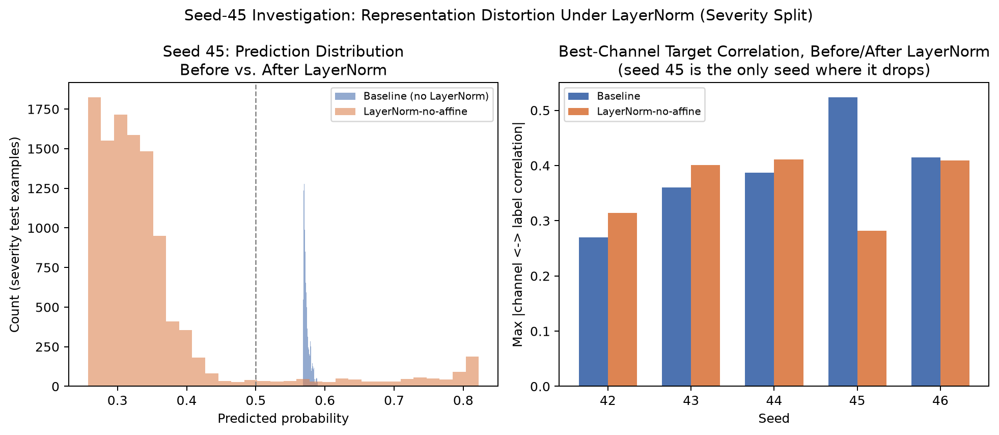 Seed-45 Investigation: Representation Distortion Under LayerNorm (Severity Split)
Seed 45: Prediction Distribution
Before vs. After LayerNorm
Baseline (no LayerNorm)
LayerNorm-no-affine
Count (severity test examples)
1750
1500
1250
1000
750
500
250
0
0.3
0.4
0.5
0.6
0.7
0.8
Predicted probability
Best-Channel Target Correlation, Before/After LayerNorm
(seed 45 is the only seed where it drops)
Baseline
LayerNorm-no-affine
Max |channel <-> label correlation|
0.5
0.4
0.3
0.2
0.1
0.0
42
43
44
45
46
Seed